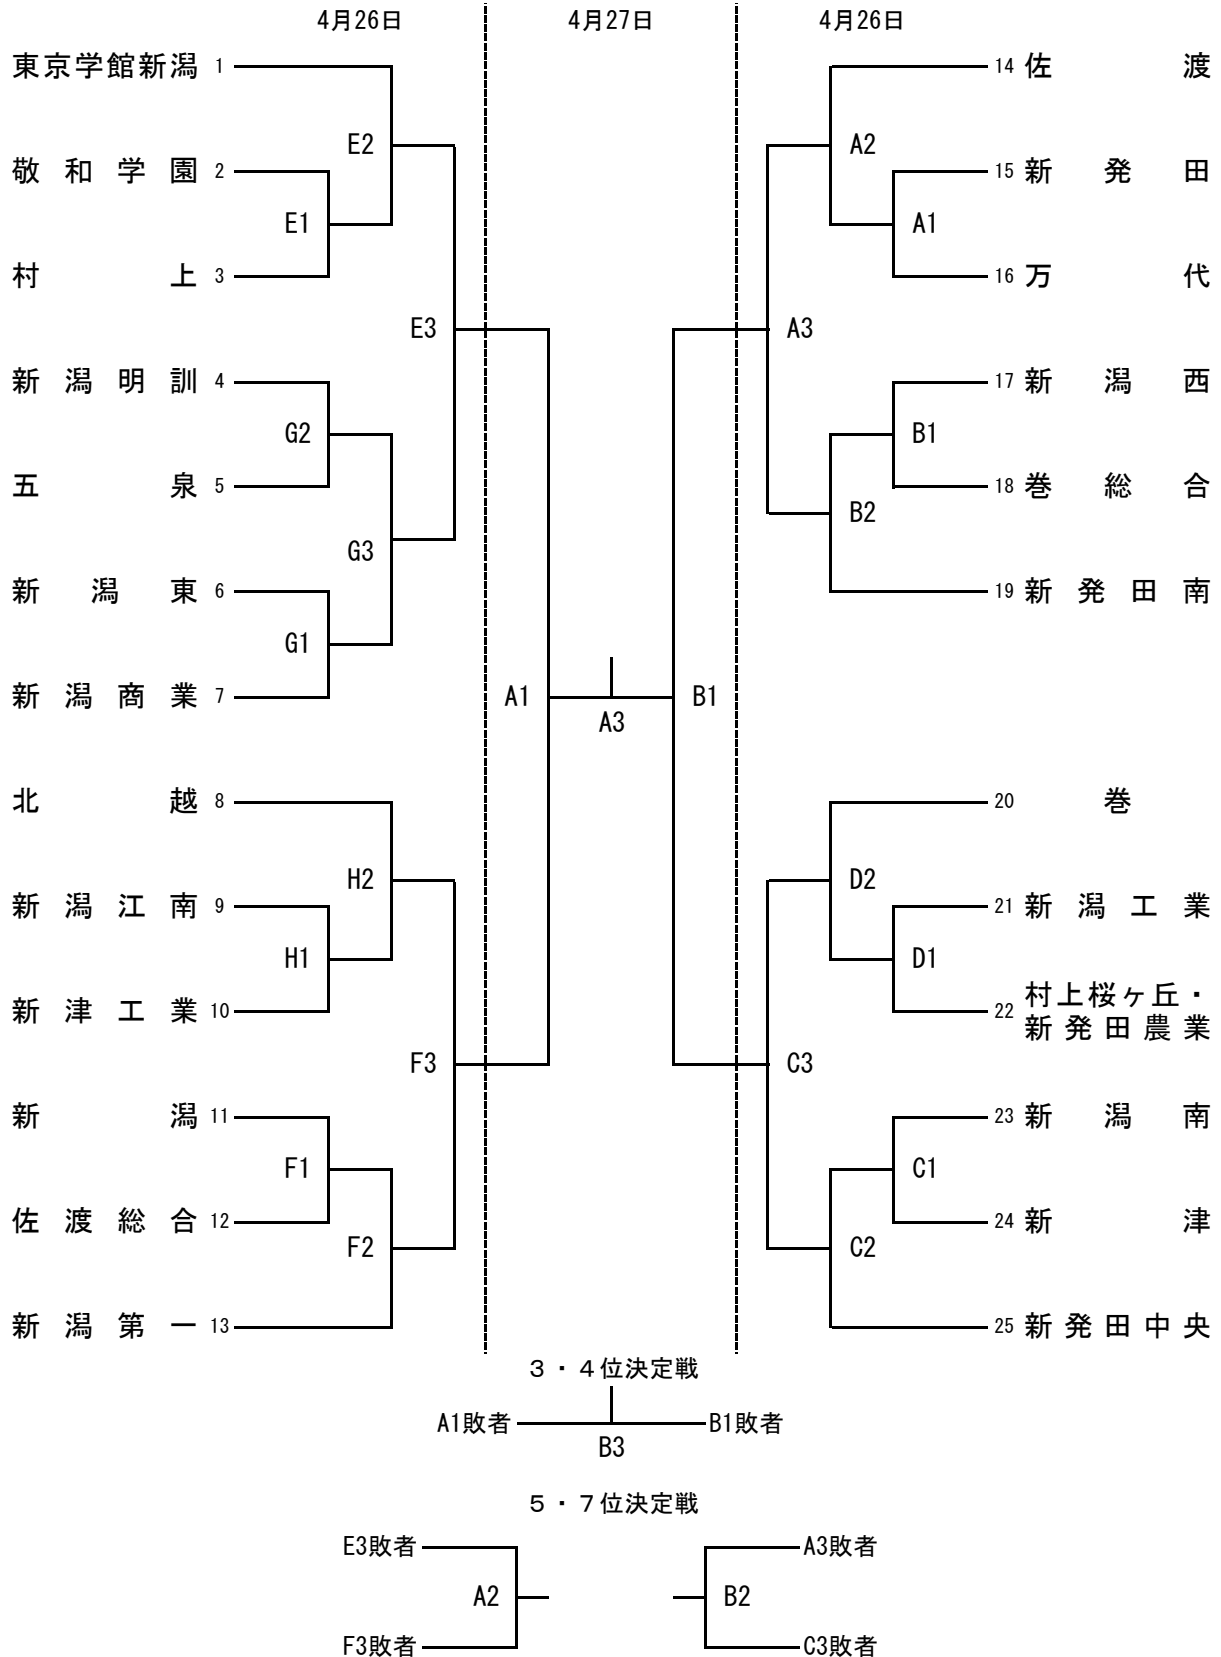 4月26日 4月27日 4月26日
東京学館新潟 1
敬和学園 2
村上 3
新潟明訓 4
五泉 5
新潟東 6
新潟商業 7
北越 8
新潟江南 9
新津工業 10
新潟 11
佐渡総合 12
新潟第一 13
E2
E1
E3
G2
G3
G1
H2
H1
F3
F1
F2
A1
A3
B1
A2
A1
A3
B1
B2
D2
D1
C3
C1
C2
14 佐渡
15 新発田
16 万代
17 新潟西
18 巻総合
19 新発田南
20 巻
21 新潟工業
22 村上桜ヶ丘・
新発田農業
23 新潟南
24 新津
25 新発田中央
3・4位決定戦
A1敗者 B1敗者
B3
5・7位決定戦
E3敗者 A3敗者
A2 B2
F3敗者 C3敗者